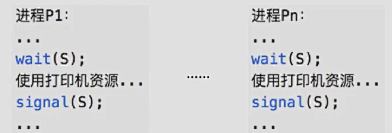 进程P1：
...
wait(S);
使用打印机资源...
signal(S);
...
......
进程Pn：
...
wait(S);
使用打印机资源...
signal(S);
...